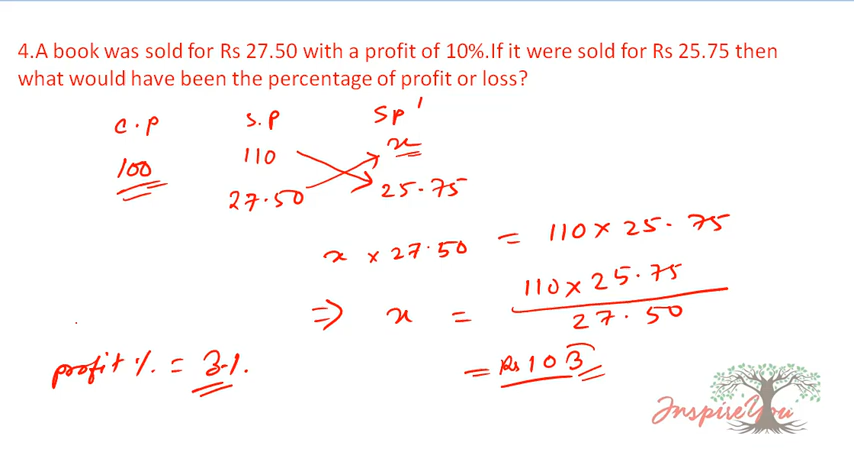 4.A book was sold for Rs 27.50 with a profit of 10%.If it were sold for Rs 25.75 then
what would have been the percentage of profit or loss?
C.P S.P SP'
100 110 x
27.50 25.75
x × 27.50 = 110 × 25.75
⇒ x = 110×25.75 / 27.50
= Rs 103
profit %. = 3%.
InspireYou